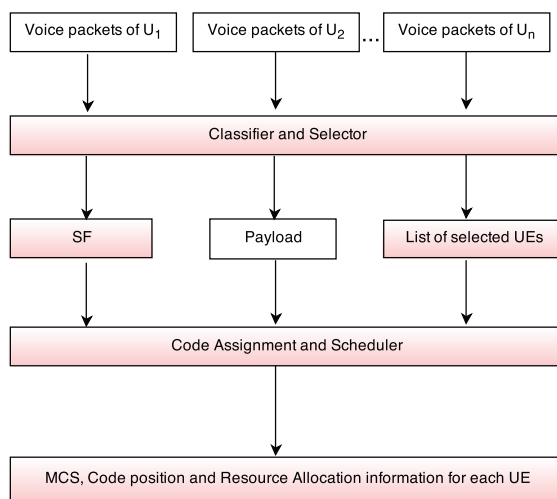 Voice packets of U1
Voice packets of U2
...
Voice packets of Un
Classifier and Selector
SF
Payload
List of selected UEs
Code Assignment and Scheduler
MCS, Code position and Resource Allocation information for each UE